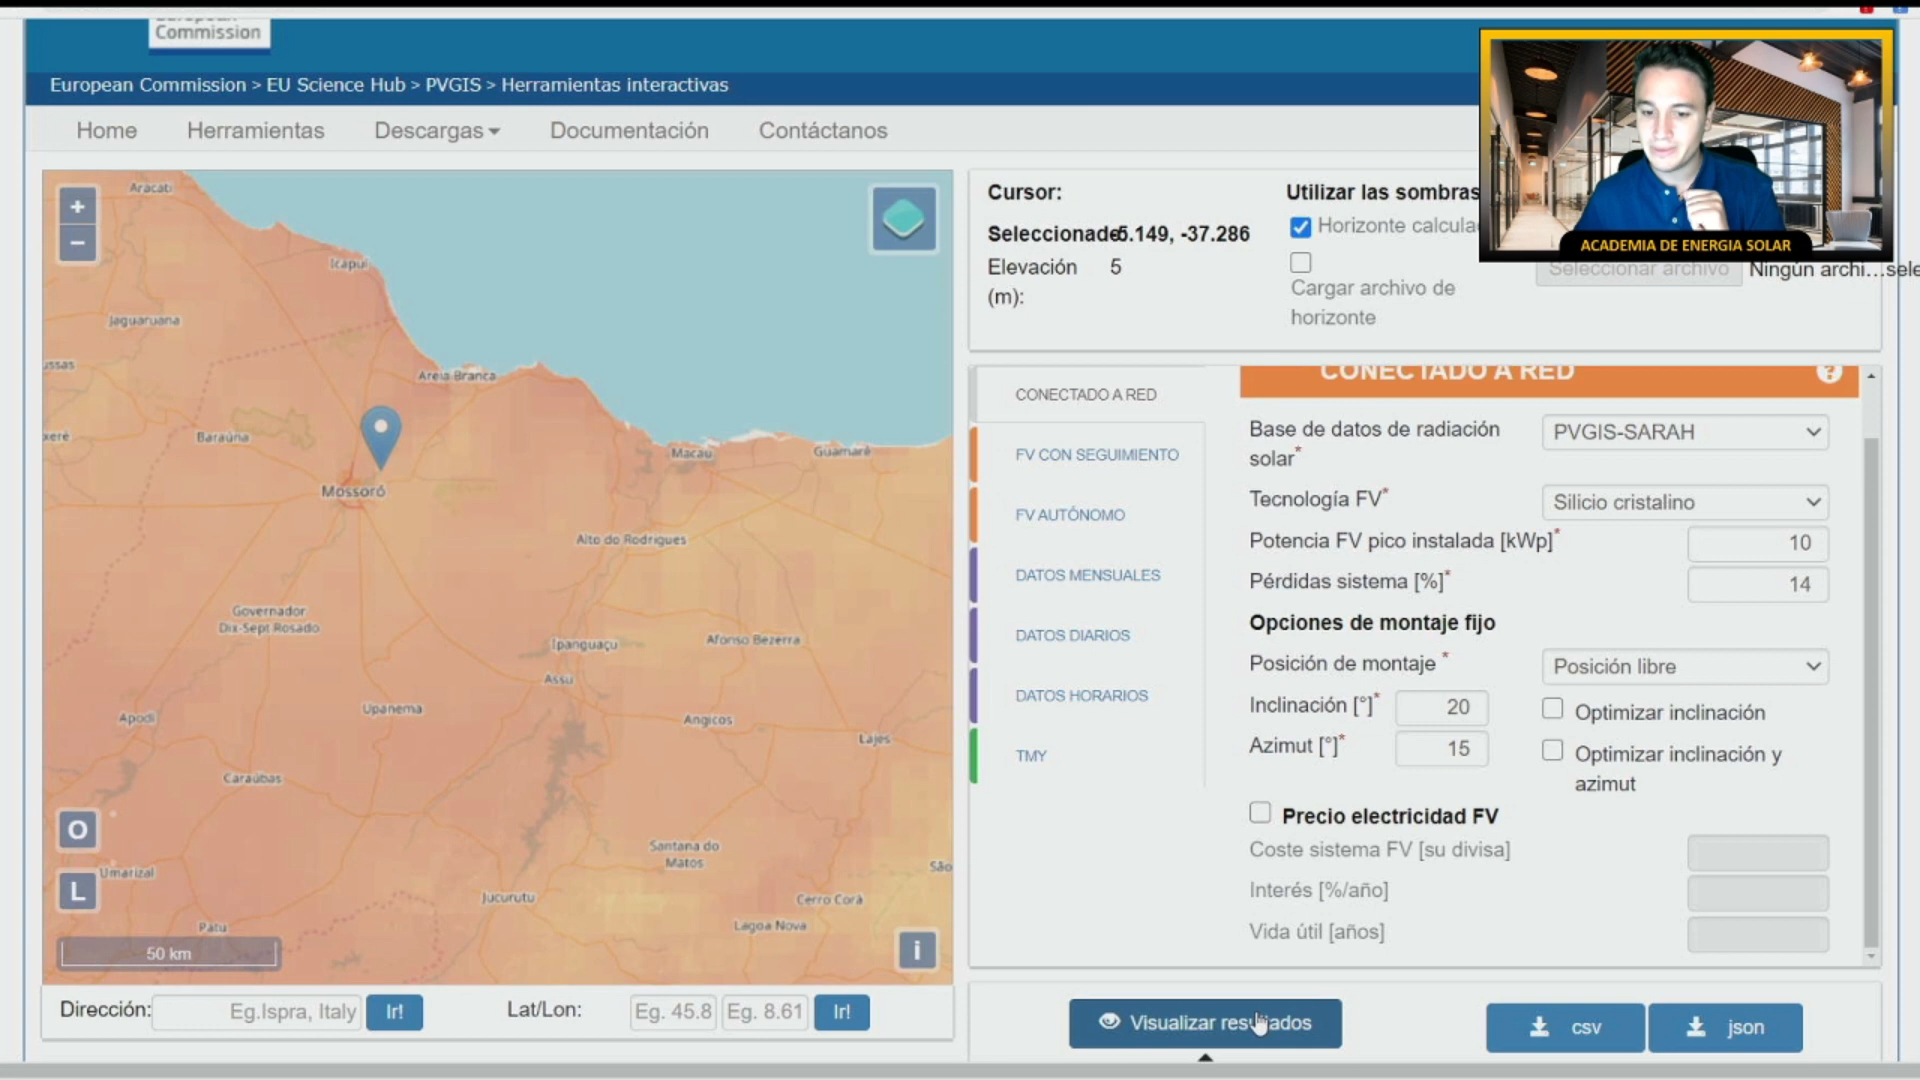 Commission
European Commission > EU Science Hub > PVGIS > Herramientas interactivas
Home Herramientas Descargas Documentación Contáctanos
Aracati
Icapuí
Jaguaruana
ussas
Areia Branca
xeré
Baraúna
Macau
Guamaré
Mossoró
Alto do Rodrigues
Governador
Dix-Sept Rosado
Ipanguaçu
Afonso Bezerra
Assu
Upanema
Apodi
Angicos
Lajes
Caraúbas
Santana do
Matos
Umarizal
São
Jucurutu
Cerro Corá
Patu
Lagoa Nova
+
−
O
L
50 km
i
Dirección: Eg.Ispra, Italy Ir! Lat/Lon: Eg. 45.8 Eg. 8.61 Ir!
Cursor:
Utilizar las sombras
Horizonte calcula
5.149, -37.286
Elevación 5
(m):
Cargar archivo de
horizonte
Seleccionar archivo Ningún archi...sele
ACADEMIA DE ENERGIA SOLAR
CONECTADO A RED
FV CON SEGUIMIENTO
FV AUTÓNOMO
DATOS MENSUALES
DATOS DIARIOS
DATOS HORARIOS
TMY
CONECTADO A RED ?
Base de datos de radiación
solar* PVGIS-SARAH
Tecnología FV* Silicio cristalino
Potencia FV pico instalada [kWp]* 10
Pérdidas sistema [%]* 14
Opciones de montaje fijo
Posición de montaje * Posición libre
Inclinación [°]* 20 Optimizar inclinación
Azimut [°]* 15 Optimizar inclinación y
azimut
Precio electricidad FV
Coste sistema FV [su divisa]
Interés [%/año]
Vida útil [años]
Visualizar resultados
csv json